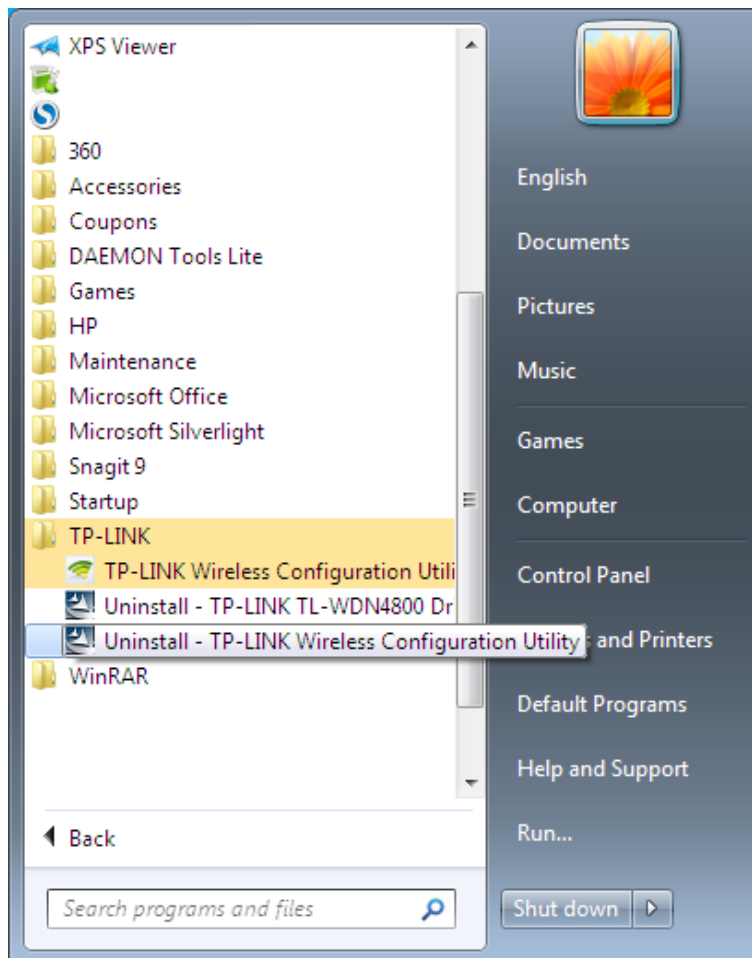 XPS Viewer
360
Accessories
Coupons
DAEMON Tools Lite
Games
HP
Maintenance
Microsoft Office
Microsoft Silverlight
Snagit 9
Startup
TP-LINK
TP-LINK Wireless Configuration Utili
Uninstall - TP-LINK TL-WDN4800 Dr
Uninstall - TP-LINK Wireless Configuration Utility
WinRAR
Back
Search programs and files
English
Documents
Pictures
Music
Games
Computer
Control Panel
and Printers
Default Programs
Help and Support
Run...
Shut down